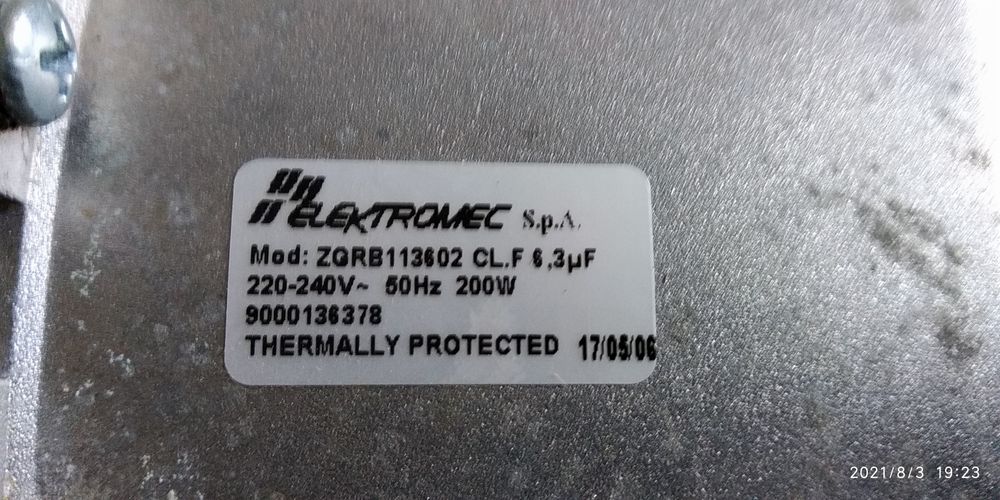 ELEKTROMEC S.p.A.
Mod: ZGRB113602 CL.F 6,3µF
220-240V~ 50Hz 200W
9000136378
THERMALLY PROTECTED 17/05/06
2021/8/3 19:23